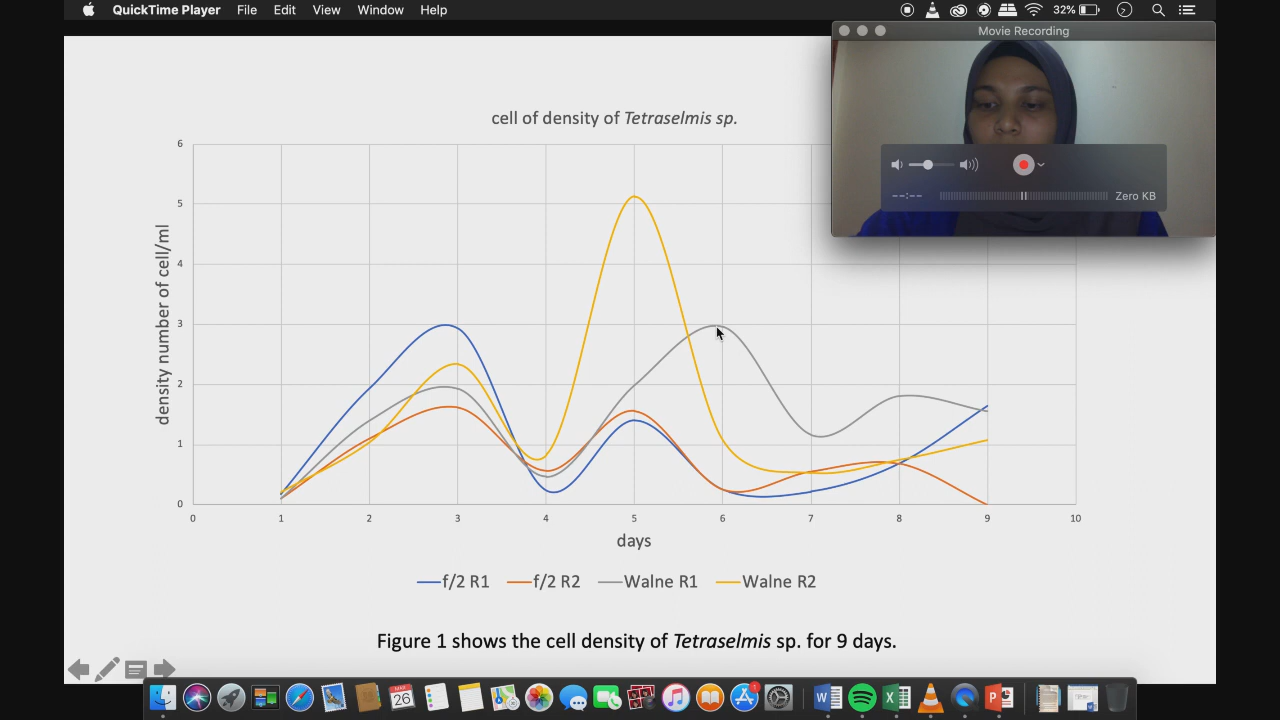 QuickTime Player File Edit View Window Help 32%
Movie Recording
--:-- Zero KB
cell of density of Tetraselmis sp.
density number of cell/ml
6
5
4
3
2
1
0
0 1 2 3 4 5 6 7 8 9 10
days
f/2 R1 f/2 R2 Walne R1 Walne R2
Figure 1 shows the cell density of Tetraselmis sp. for 9 days.
26